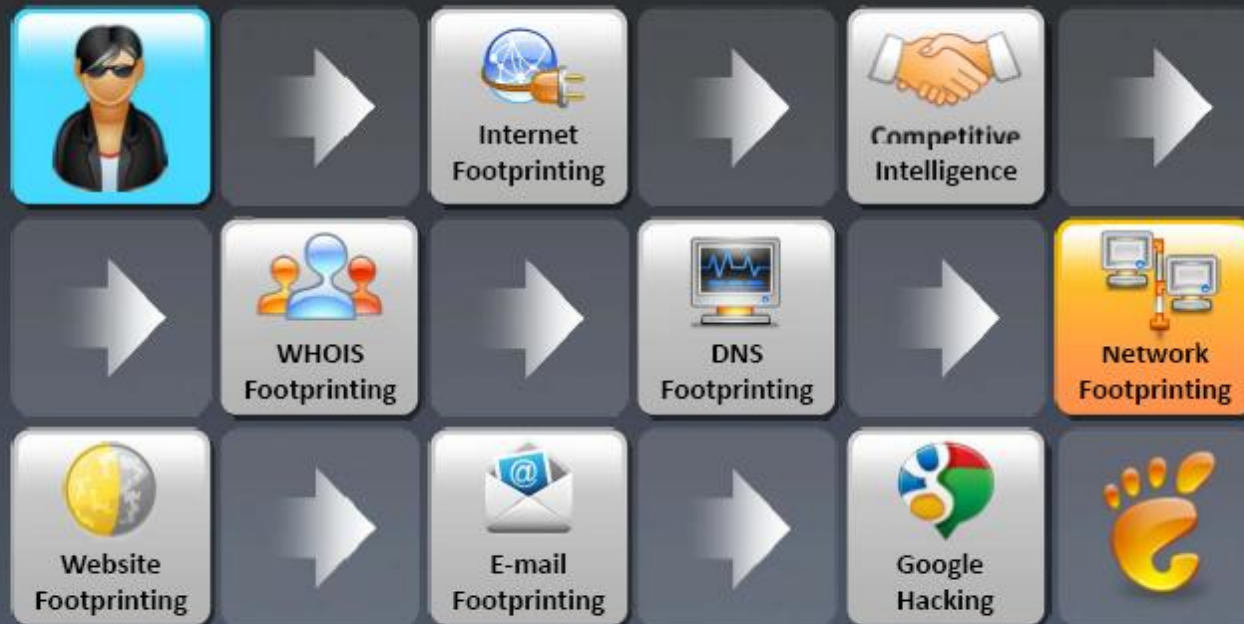 Internet
Footprinting
Competitive
Intelligence
WHOIS
Footprinting
DNS
Footprinting
Network
Footprinting
Website
Footprinting
E-mail
Footprinting
Google
Hacking